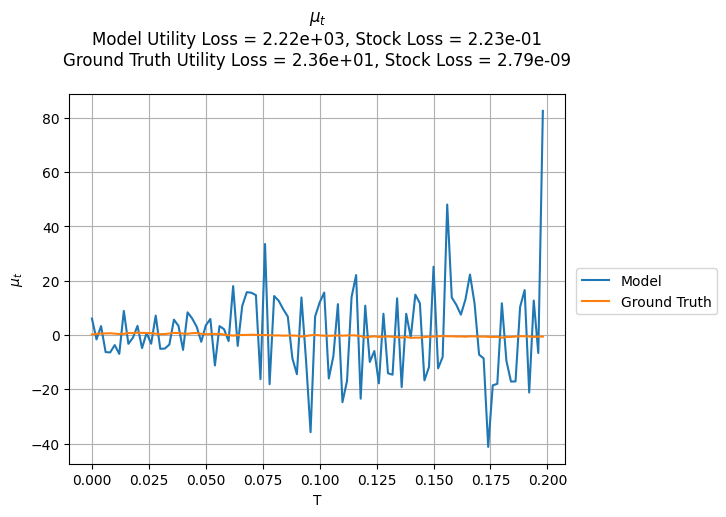 μt
Model Utility Loss = 2.22e+03, Stock Loss = 2.23e-01
Ground Truth Utility Loss = 2.36e+01, Stock Loss = 2.79e-09
80
60
40
20
0
−20
−40
μt
0.000 0.025 0.050 0.075 0.100 0.125 0.150 0.175 0.200
T
Model
Ground Truth